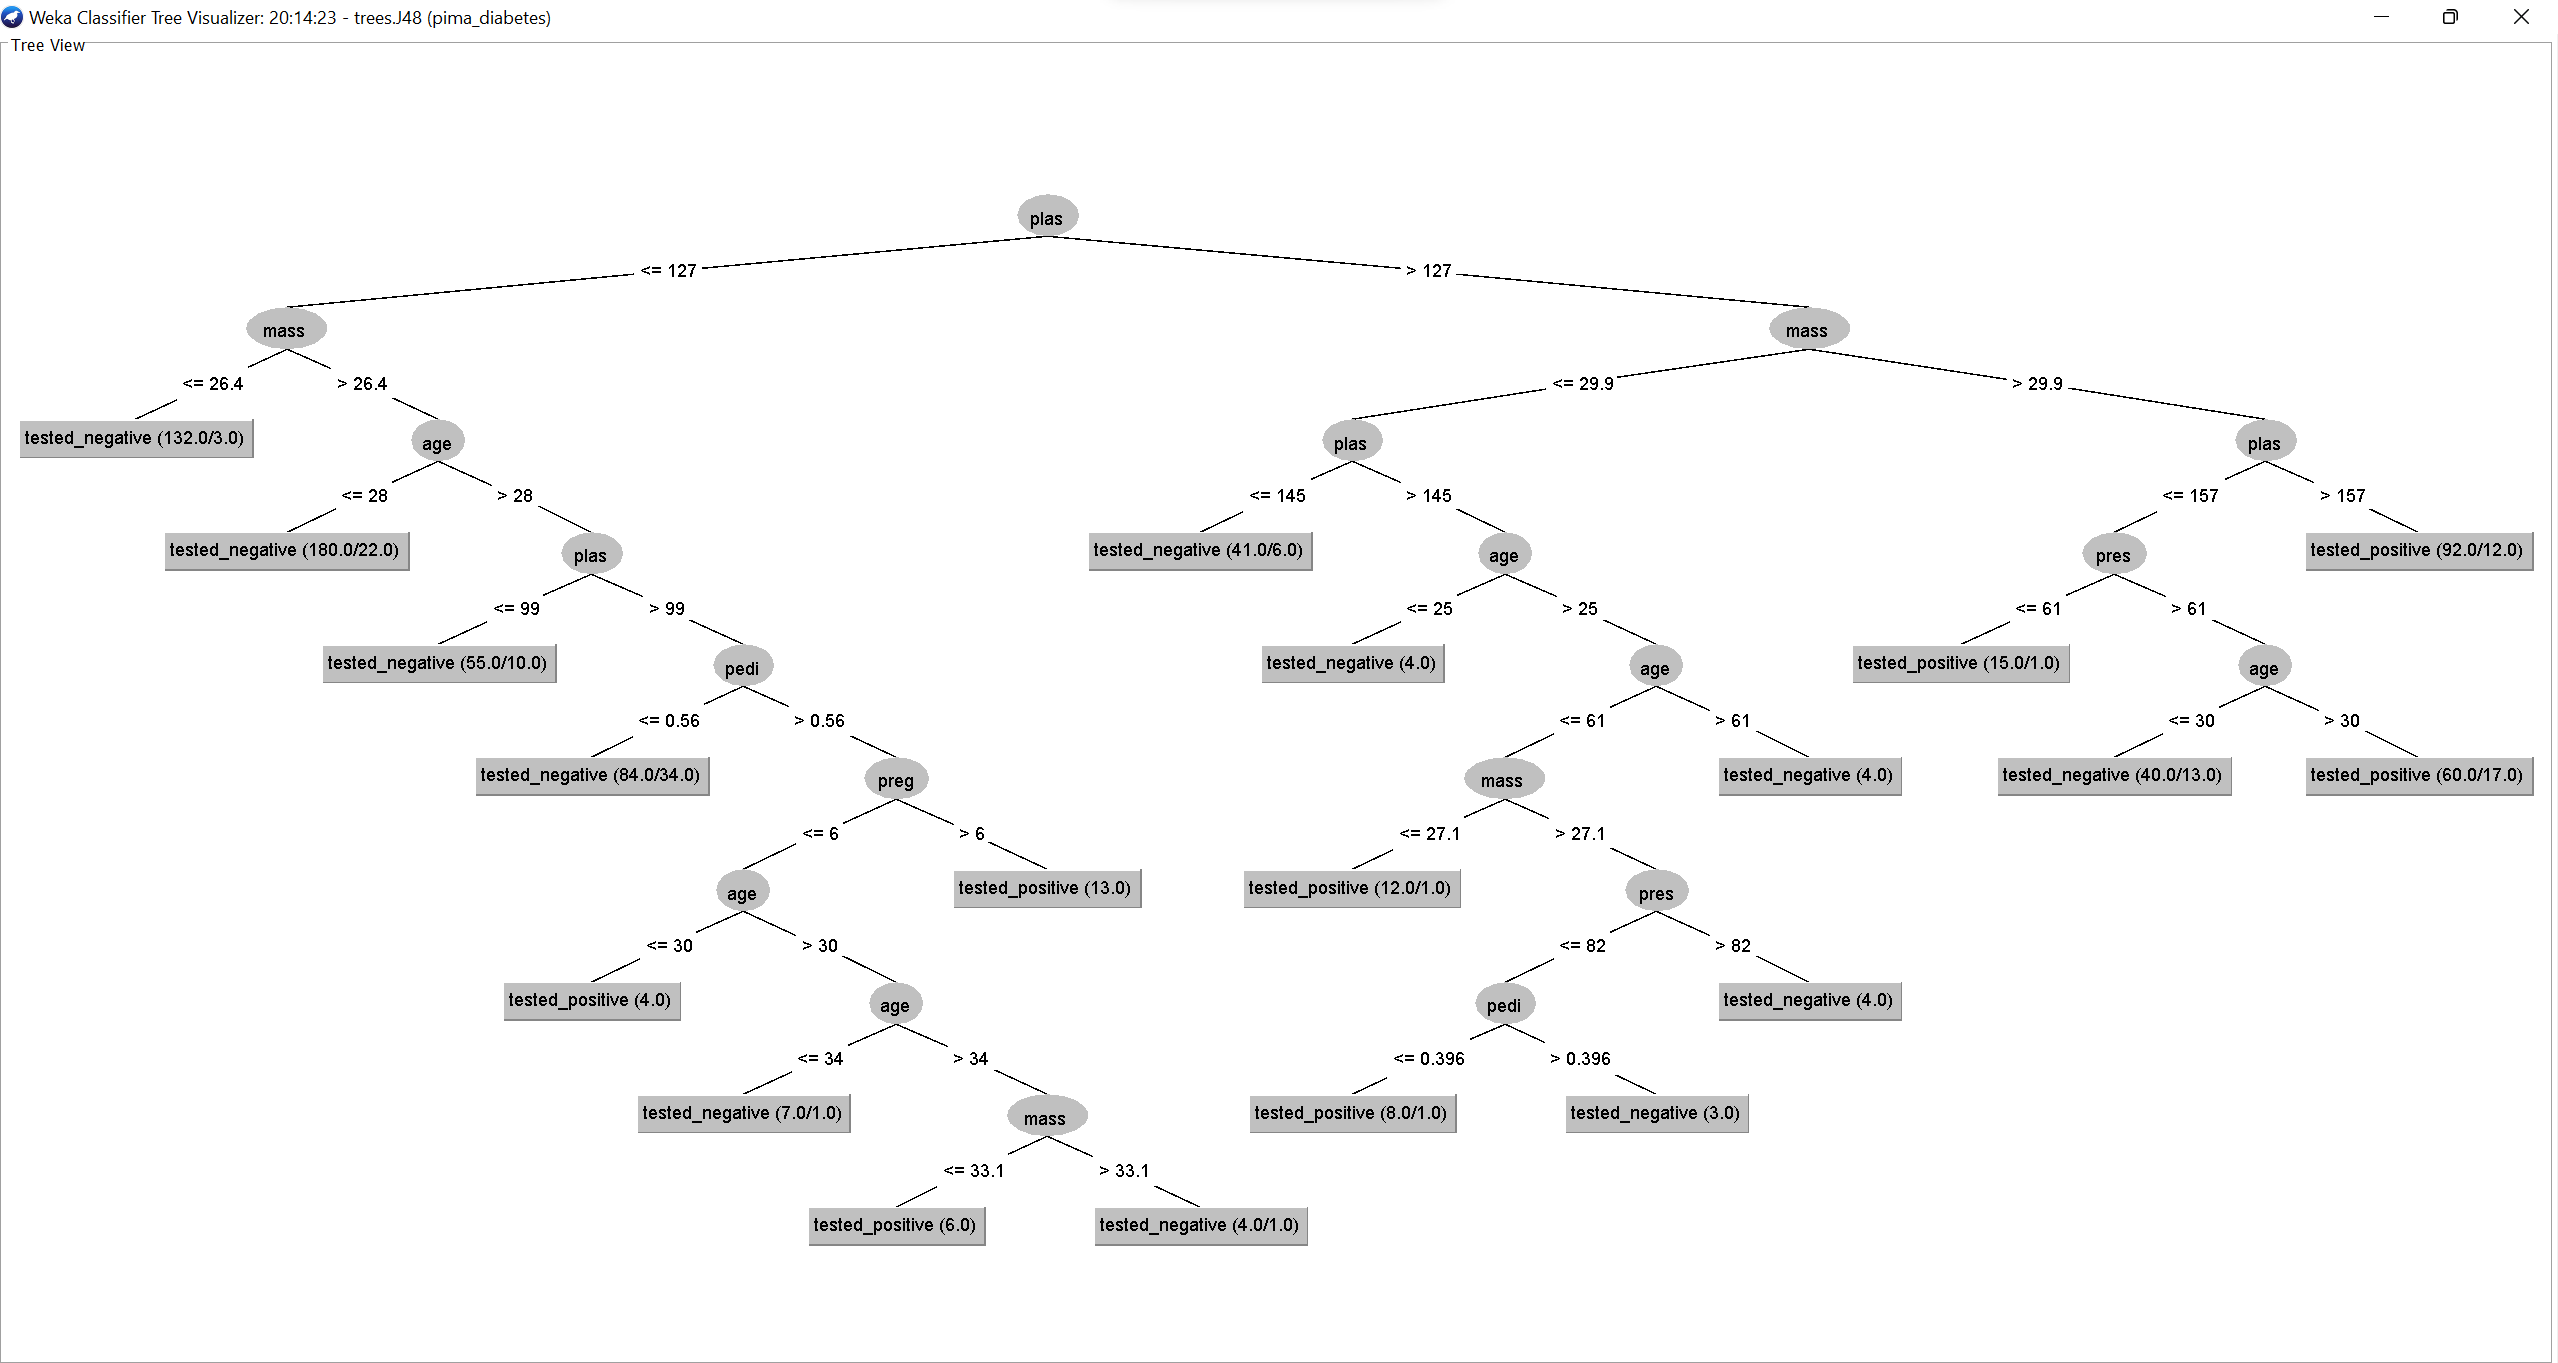 Weka Classifier Tree Visualizer: 20:14:23 - trees.J48 (pima_diabetes)
Tree View
plas
<= 127
> 127
mass
mass
<= 26.4
> 26.4
<= 29.9
> 29.9
tested_negative (132.0/3.0)
age
plas
plas
<= 28
> 28
<= 145
> 145
<= 157
> 157
tested_negative (180.0/22.0)
plas
tested_negative (41.0/6.0)
age
pres
tested_positive (92.0/12.0)
<= 99
> 99
<= 25
> 25
<= 61
> 61
tested_negative (55.0/10.0)
pedi
tested_negative (4.0)
age
tested_positive (15.0/1.0)
age
<= 0.56
> 0.56
<= 61
> 61
<= 30
> 30
tested_negative (84.0/34.0)
preg
mass
tested_negative (4.0)
tested_negative (40.0/13.0)
tested_positive (60.0/17.0)
<= 6
> 6
<= 27.1
> 27.1
age
tested_positive (13.0)
tested_positive (12.0/1.0)
pres
<= 30
> 30
<= 82
> 82
tested_positive (4.0)
age
pedi
tested_negative (4.0)
<= 34
> 34
<= 0.396
> 0.396
tested_negative (7.0/1.0)
mass
tested_positive (8.0/1.0)
tested_negative (3.0)
<= 33.1
> 33.1
tested_positive (6.0)
tested_negative (4.0/1.0)